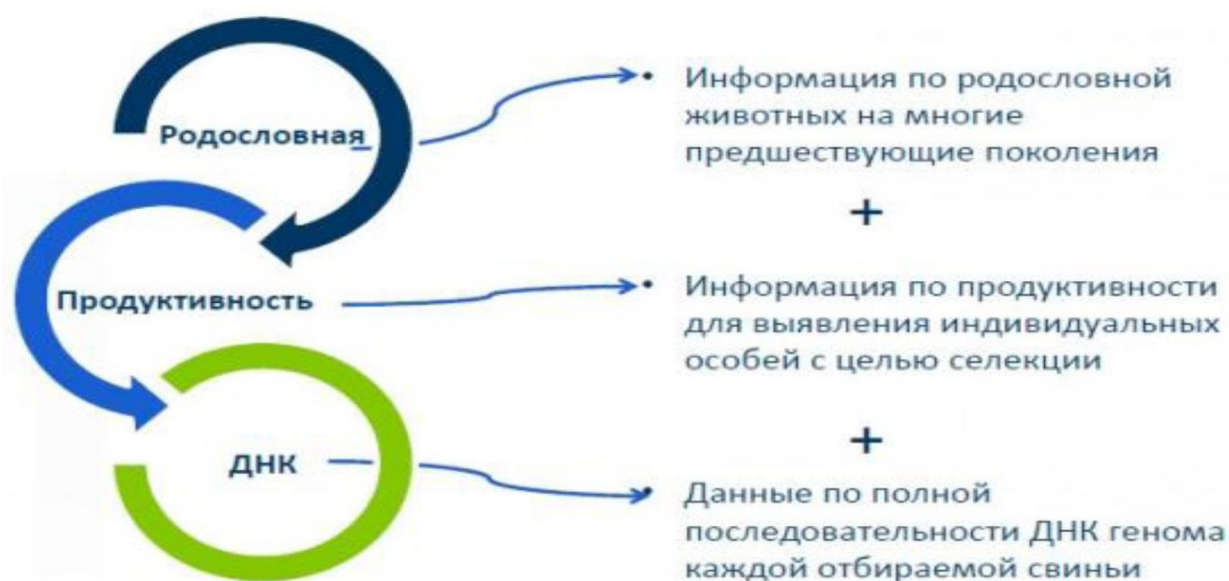 Родословная
• Информация по родословной
животных на многие
предшествующие поколения
+
Продуктивность
• Информация по продуктивности
для выявления индивидуальных
особей с целью селекции
+
ДНК
• Данные по полной
последовательности ДНК генома
каждой отбираемой свиньи